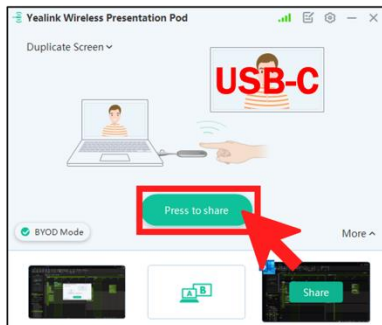 Yealink Wireless Presentation Pod
Duplicate Screen
USB-C
Press to share
BYOD Mode
More
A B
Share